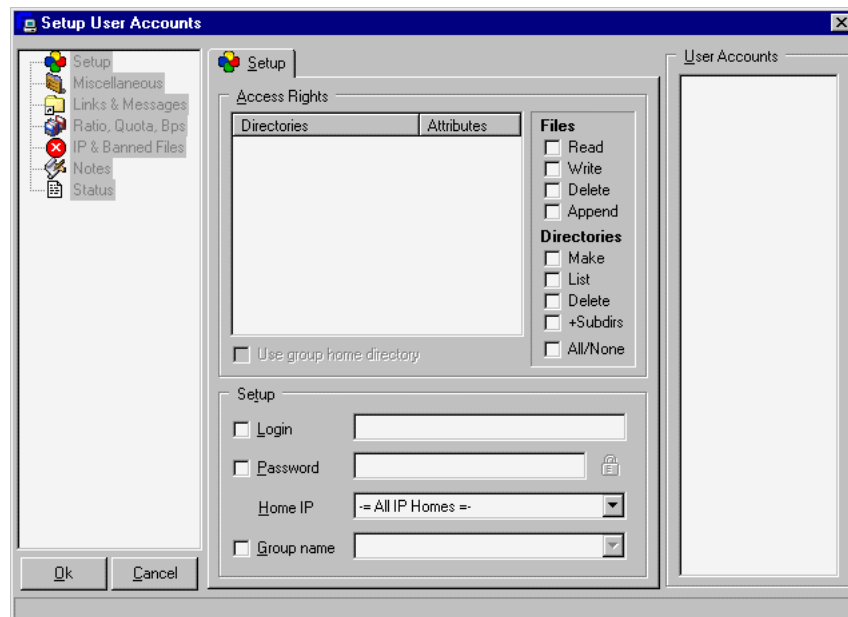 Setup User Accounts
Setup
Miscellaneous
Links & Messages
Ratio, Quota, Bps
IP & Banned Files
Notes
Status
Ok
Cancel
Setup
Access Rights
Directories Attributes
Use group home directory
Files
Read
Write
Delete
Append
Directories
Make
List
Delete
+Subdirs
All/None
Setup
Login
Password
Home IP -= All IP Homes =-
Group name
User Accounts